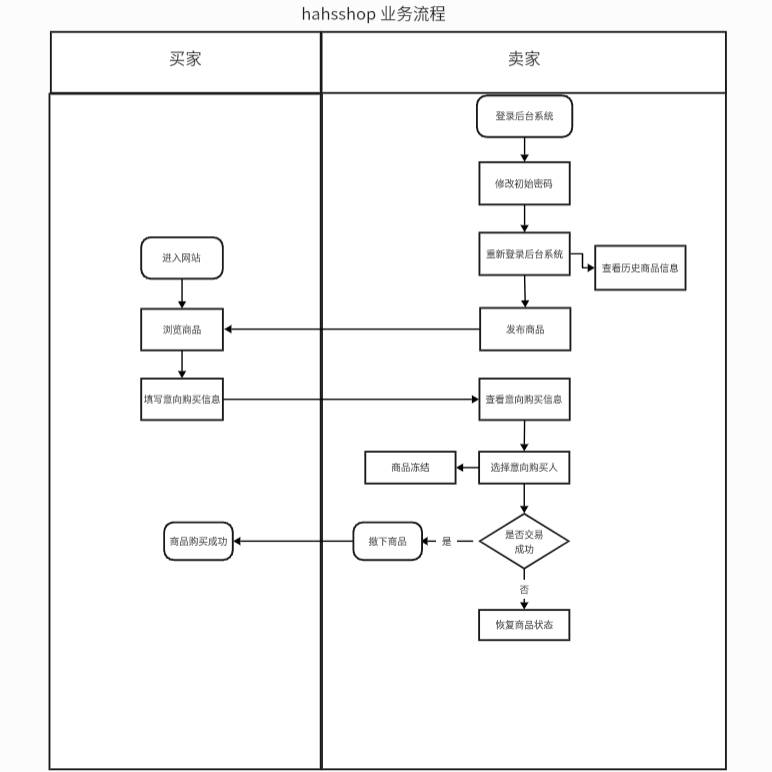 hahsshop 业务流程
买家
卖家
登录后台系统
修改初始密码
重新登录后台系统
进入网站
查看历史商品信息
浏览商品
发布商品
填写意向购买信息
查看意向购买信息
商品冻结
选择意向购买人
商品购买成功
撤下商品
是
是否交易
成功
否
恢复商品状态